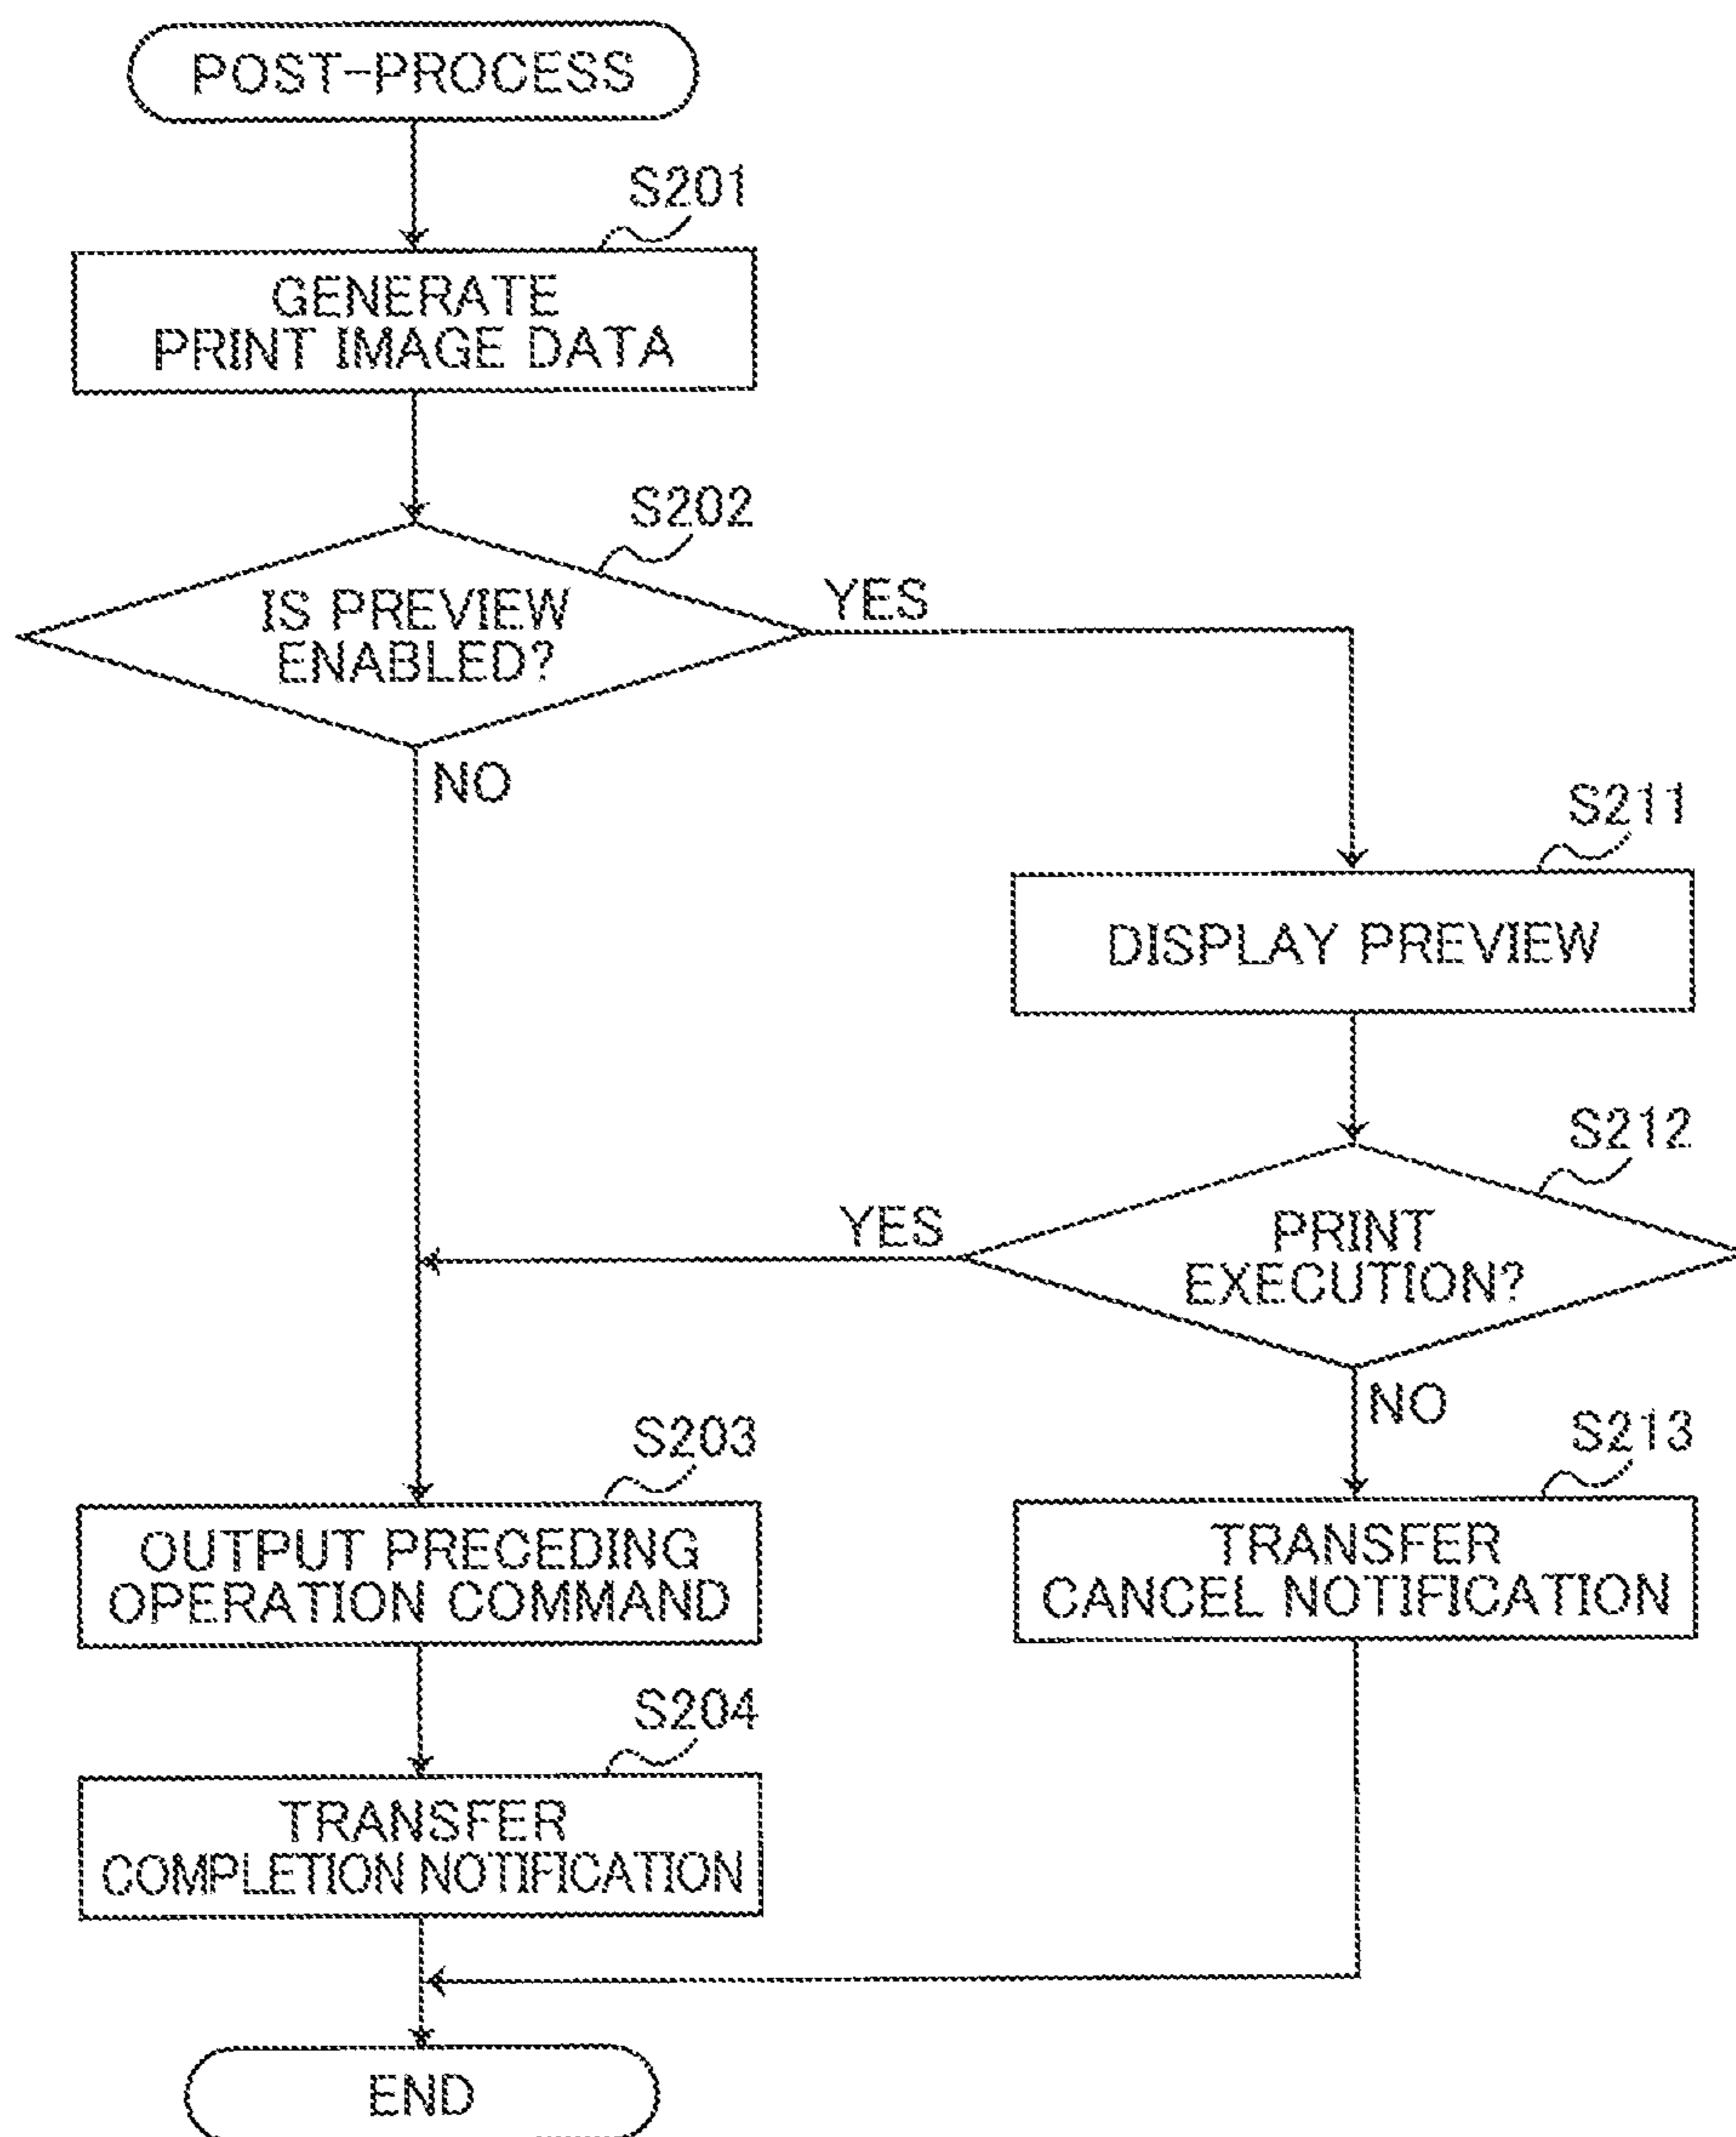 POST-PROCESS
S201
GENERATE
PRINT IMAGE DATA
S202
IS PREVIEW
ENABLED?
YES
NO
S211
DISPLAY PREVIEW
S212
PRINT
EXECUTION?
YES
NO
S203
OUTPUT PRECEDING
OPERATION COMMAND
S213
TRANSFER
CANCEL NOTIFICATION
S204
TRANSFER
COMPLETION NOTIFICATION
END